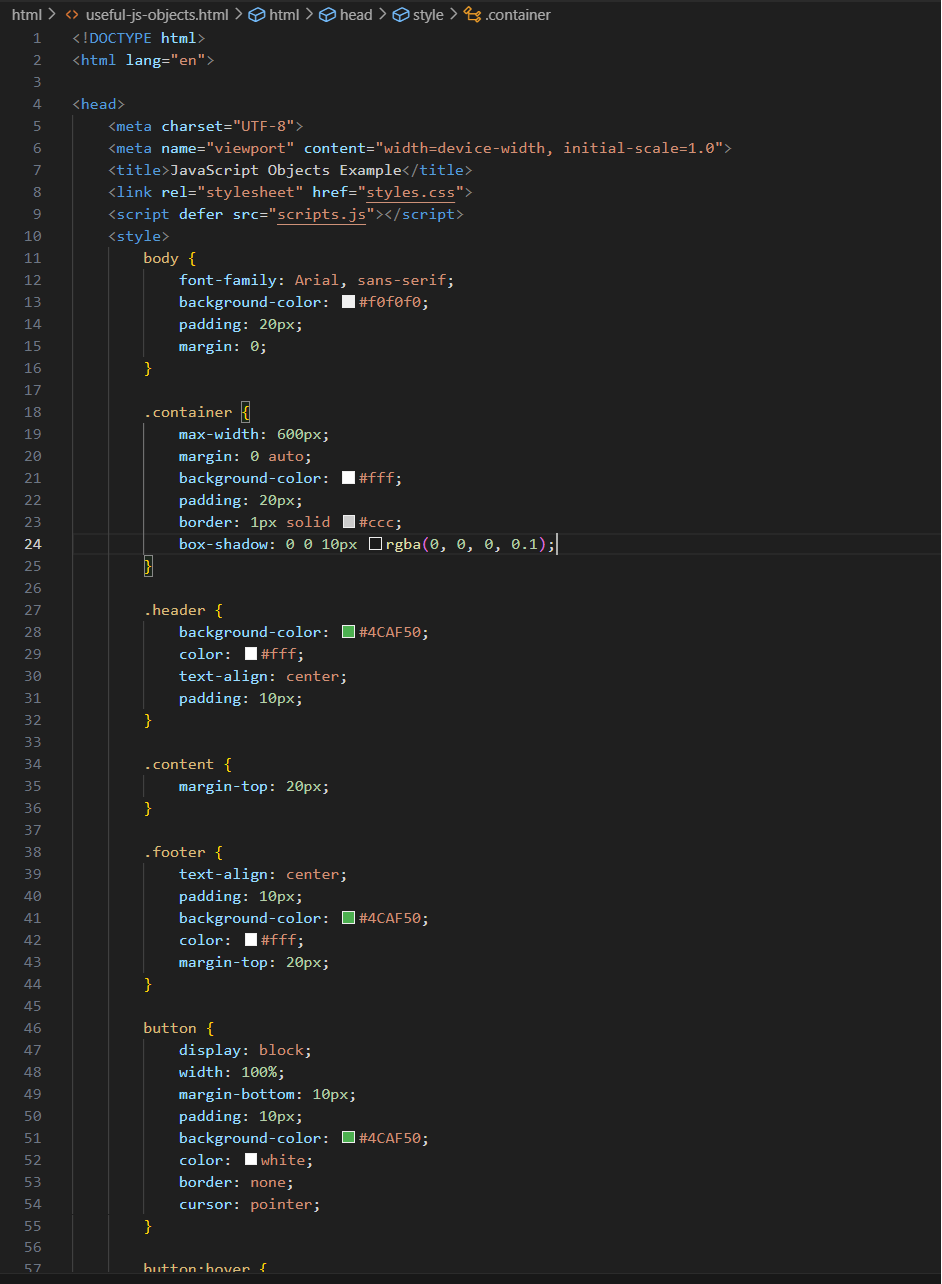 html > useful-js-objects.html > html > head > style > .container
1 <!DOCTYPE html>
2 <html lang="en">
3
4 <head>
5     <meta charset="UTF-8">
6     <meta name="viewport" content="width=device-width, initial-scale=1.0">
7     <title>JavaScript Objects Example</title>
8     <link rel="stylesheet" href="styles.css">
9     <script defer src="scripts.js"></script>
10     <style>
11         body {
12             font-family: Arial, sans-serif;
13             background-color: #f0f0f0;
14             padding: 20px;
15             margin: 0;
16         }
17
18         .container {
19             max-width: 600px;
20             margin: 0 auto;
21             background-color: #fff;
22             padding: 20px;
23             border: 1px solid #ccc;
24             box-shadow: 0 0 10px rgba(0, 0, 0, 0.1);
25         }
26
27         .header {
28             background-color: #4CAF50;
29             color: #fff;
30             text-align: center;
31             padding: 10px;
32         }
33
34         .content {
35             margin-top: 20px;
36         }
37
38         .footer {
39             text-align: center;
40             padding: 10px;
41             background-color: #4CAF50;
42             color: #fff;
43             margin-top: 20px;
44         }
45
46         button {
47             display: block;
48             width: 100%;
49             margin-bottom: 10px;
50             padding: 10px;
51             background-color: #4CAF50;
52             color: white;
53             border: none;
54             cursor: pointer;
55         }
56
57         button:hover {